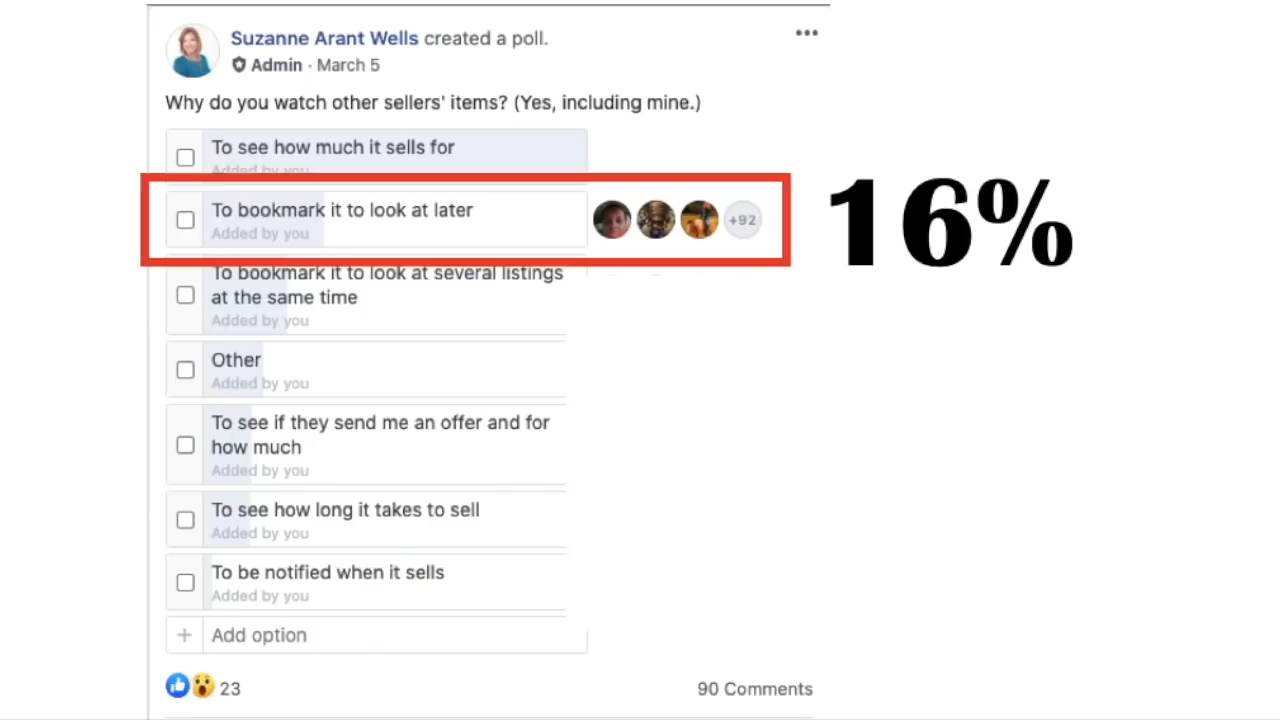 Suzanne Arant Wells created a poll.
Admin · March 5
Why do you watch other sellers' items? (Yes, including mine.)
To see how much it sells for
Added by you
To bookmark it to look at later
Added by you
+92
16%
To bookmark it to look at several listings
at the same time
Added by you
Other
Added by you
To see if they send me an offer and for
how much
Added by you
To see how long it takes to sell
Added by you
To be notified when it sells
Added by you
+ Add option
23
90 Comments